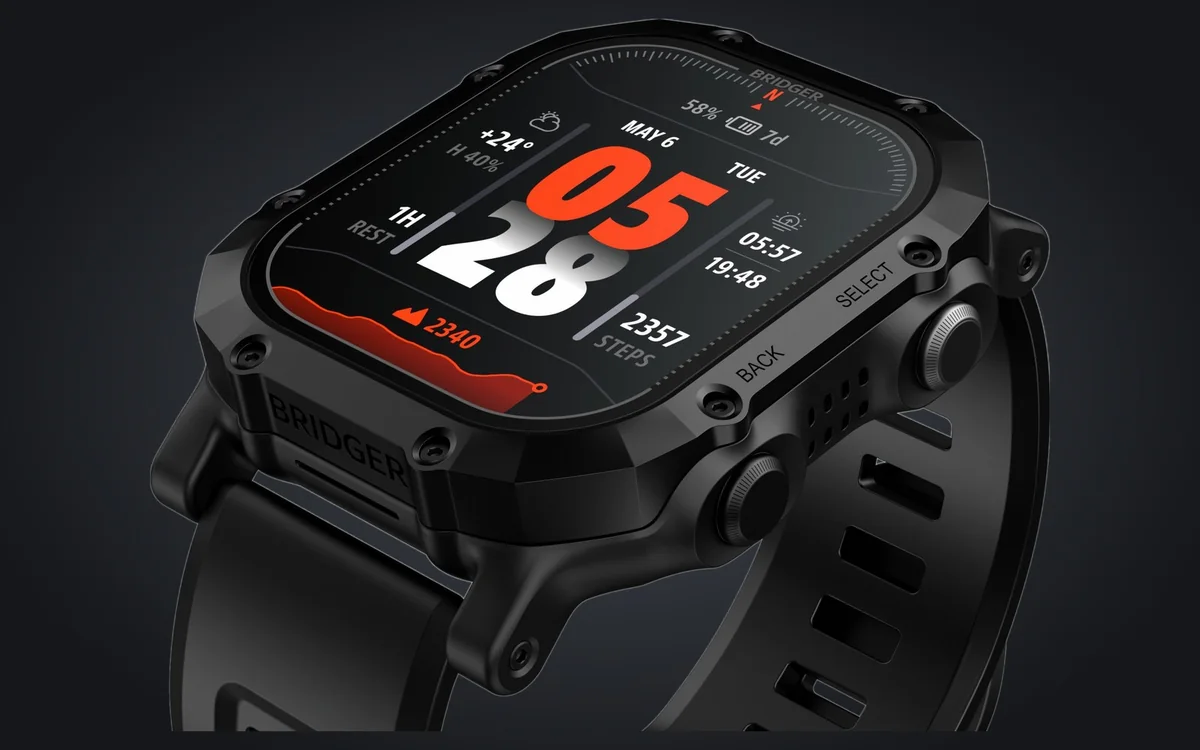 BRIDGER
N
58% 7d
MAY 6 TUE
+24°
H 40%
05
28
1H
REST
05:57
19:48
2357
STEPS
2340
SELECT
BACK
BRIDGER